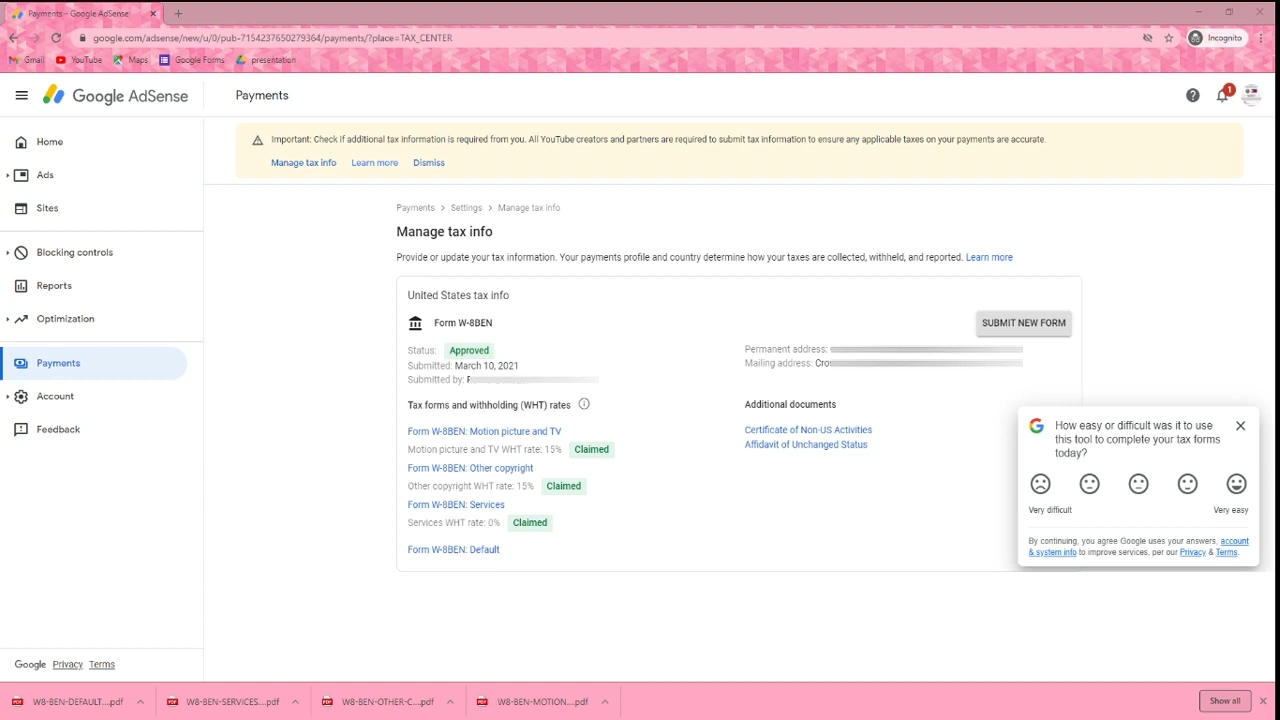 Payments – Google AdSense
google.com/adsense/new/u/0/pub-7154237650279364/payments/?place=TAX_CENTER
Incognito
Gmail
YouTube
Maps
Google Forms
presentation
Google AdSense
Payments
1
Home
Ads
Sites
Blocking controls
Reports
Optimization
Payments
Account
Feedback
Google Privacy Terms
Important: Check if additional tax information is required from you. All YouTube creators and partners are required to submit tax information to ensure any applicable taxes on your payments are accurate.
Manage tax info Learn more Dismiss
Payments > Settings > Manage tax info
Manage tax info
Provide or update your tax information. Your payments profile and country determine how your taxes are collected, withheld, and reported. Learn more
United States tax info
Form W-8BEN
SUBMIT NEW FORM
Status: Approved
Submitted: March 10, 2021
Submitted by:
Permanent address:
Mailing address: Cro
Tax forms and withholding (WHT) rates
Form W-8BEN: Motion picture and TV
Motion picture and TV WHT rate: 15% Claimed
Form W-8BEN: Other copyright
Other copyright WHT rate: 15% Claimed
Form W-8BEN: Services
Services WHT rate: 0% Claimed
Form W-8BEN: Default
Additional documents
Certificate of Non-US Activities
Affidavit of Unchanged Status
How easy or difficult was it to use
this tool to complete your tax forms
today?
Very difficult
Very easy
By continuing, you agree Google uses your answers, account
& system info to improve services, per our Privacy & Terms.
W8-BEN-DEFAULT....pdf
W8-BEN-SERVICES....pdf
W8-BEN-OTHER-C....pdf
W8-BEN-MOTION....pdf
Show all